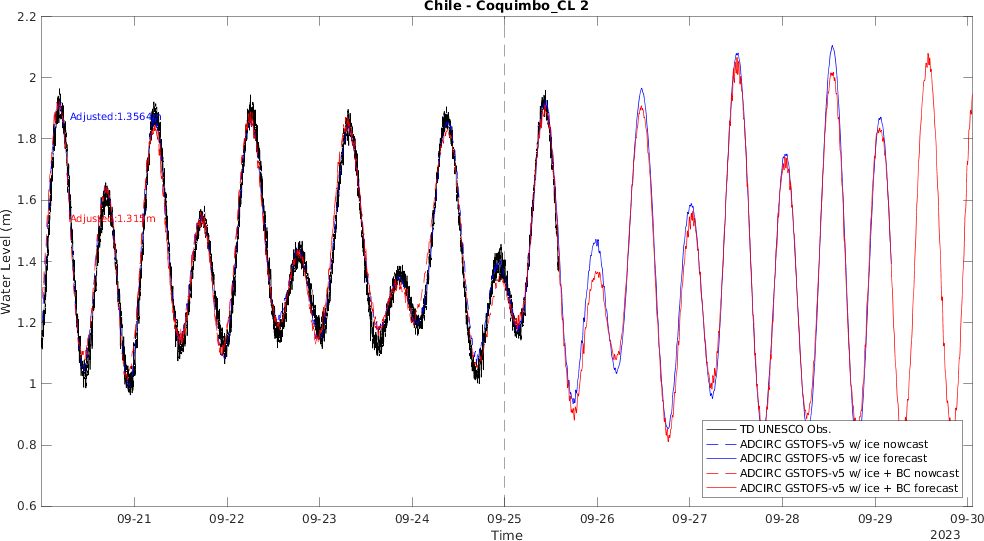 Chile - Coquimbo_CL 2
2.2
2
1.8
1.6
1.4
1.2
1
0.8
0.6
Water Level (m)
Adjusted:1.3564m
Adjusted:1.315m
TD UNESCO Obs.
ADCIRC GSTOFS-v5 w/ ice nowcast
ADCIRC GSTOFS-v5 w/ ice forecast
ADCIRC GSTOFS-v5 w/ ice + BC nowcast
ADCIRC GSTOFS-v5 w/ ice + BC forecast
09-21 09-22 09-23 09-24 09-25 09-26 09-27 09-28 09-29 09-30
Time
2023